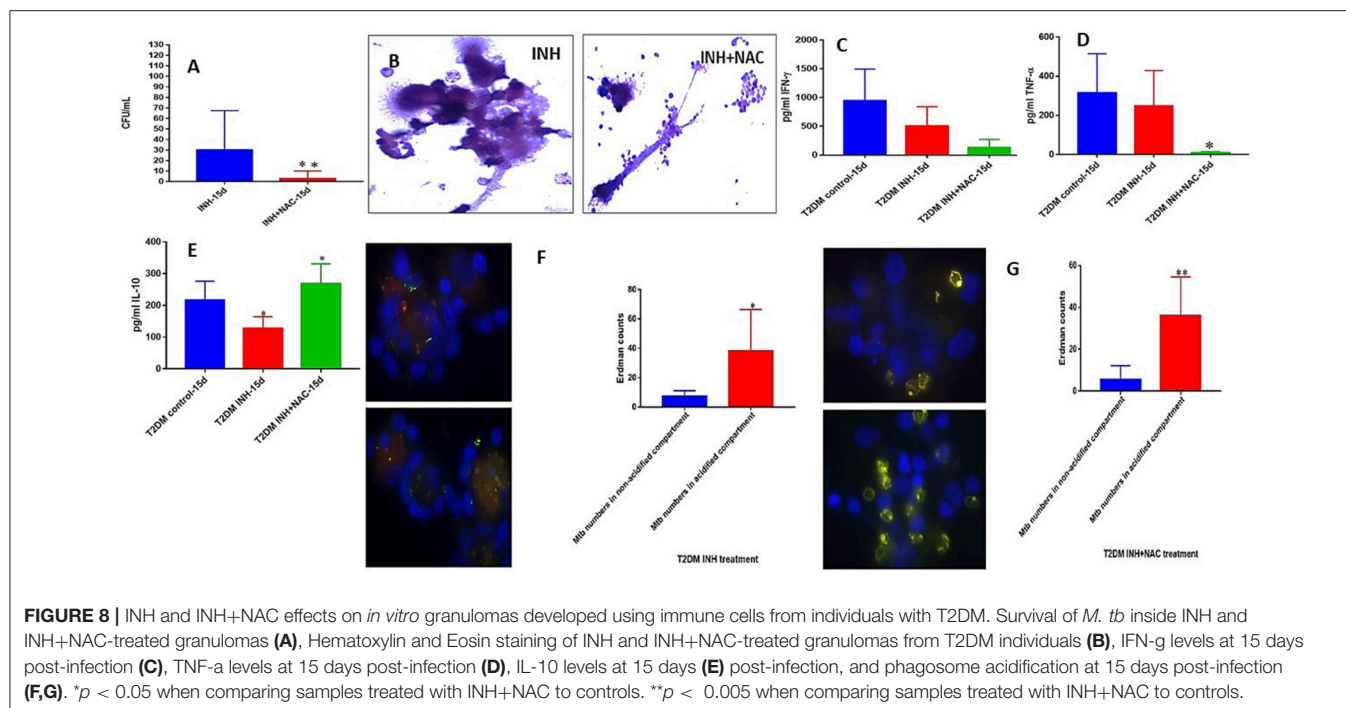 A
CFU/mL
130
120
110
100
90
80
70
60
50
40
30
20
10
0
INH-15d
INH+NAC-15d
* *
B
INH
INH+NAC
C
pg/ml IFN-γ
1500
1000
500
0
T2DM control-15d
T2DM INH-15d
T2DM INH+NAC-15d
D
pg/ml TNF-α
600
400
200
0
*
T2DM control-15d
T2DM INH-15d
T2DM INH+NAC-15d
E
pg/ml IL-10
400
300
200
100
0
*
*
T2DM control-15d
T2DM INH-15d
T2DM INH+NAC-15d
F
Erdman counts
80
60
40
20
0
*
Mtb numbers in non-acidified compartment
Mtb numbers in acidified compartment
T2DM INH treatment
G
Erdman counts
60
40
20
0
**
Mtb numbers in non-acidified compartment
Mtb numbers in acidified compartment
T2DM INH+NAC treatment
FIGURE 8 | INH and INH+NAC effects on in vitro granulomas developed using immune cells from individuals with T2DM. Survival of M. tb inside INH and
INH+NAC-treated granulomas (A), Hematoxylin and Eosin staining of INH and INH+NAC-treated granulomas from T2DM individuals (B), IFN-g levels at 15 days
post-infection (C), TNF-a levels at 15 days post-infection (D), IL-10 levels at 15 days (E) post-infection, and phagosome acidification at 15 days post-infection
(F,G). *p < 0.05 when comparing samples treated with INH+NAC to controls. **p < 0.005 when comparing samples treated with INH+NAC to controls.